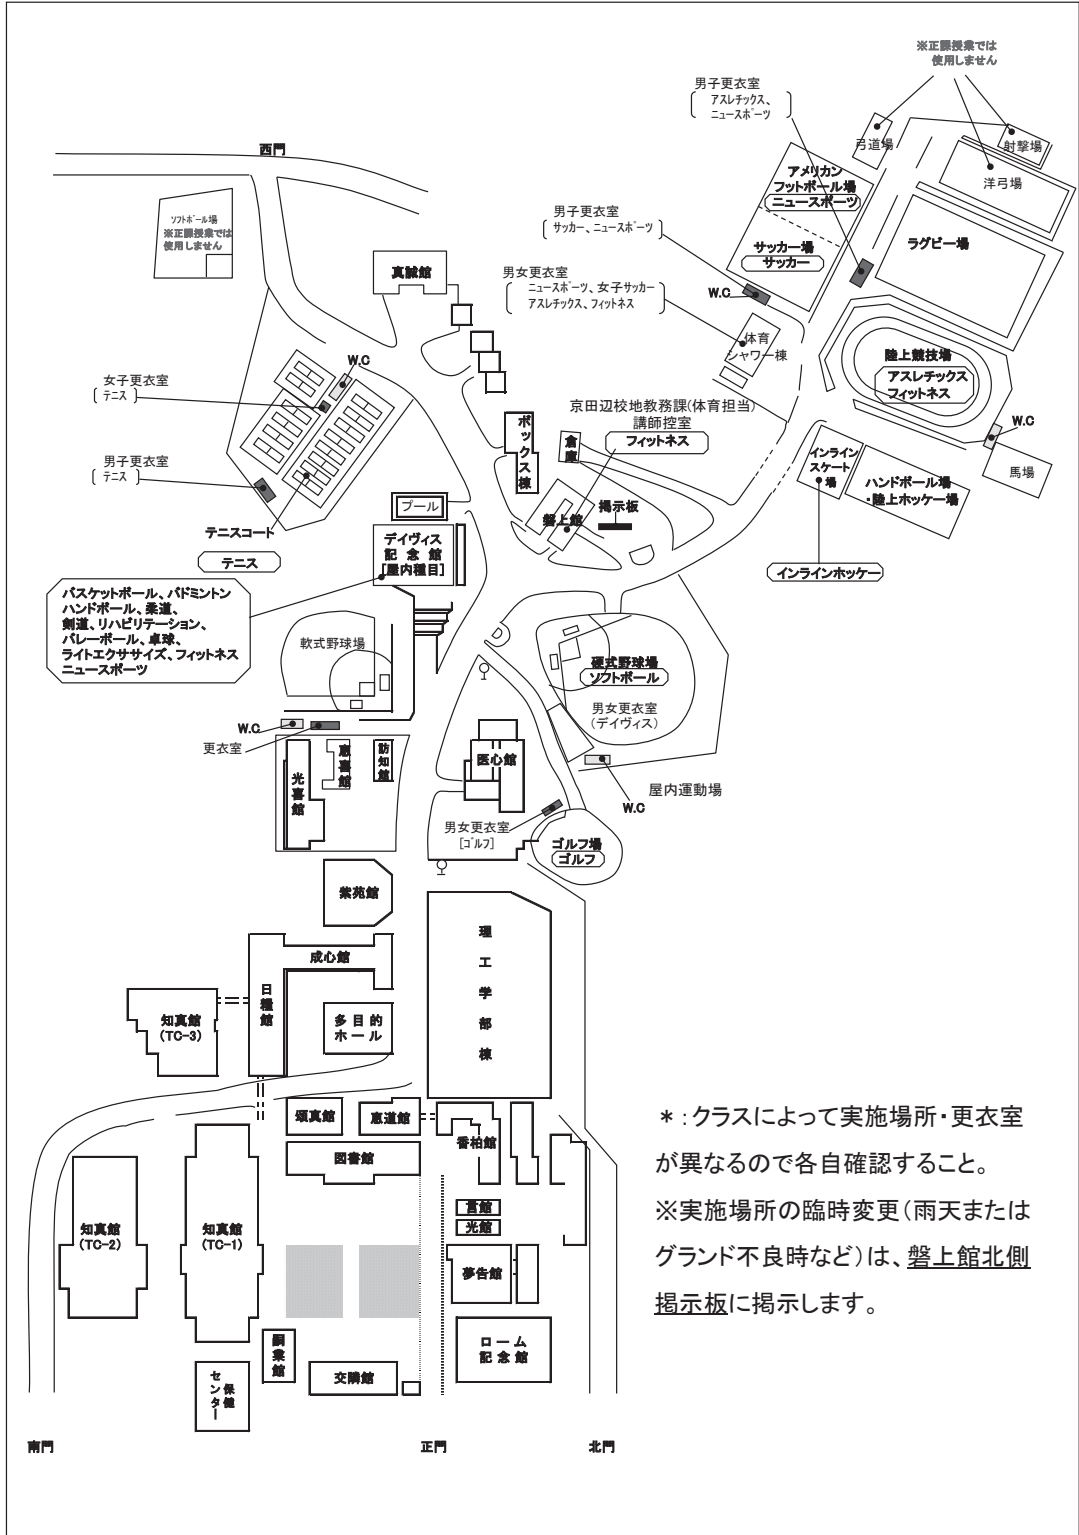 ※正課授業では
使用しません
男子更衣室
アスレチックス、
ニュースポーツ
弓道場
射撃場
洋弓場
西門
アメリカン
フットボール場
ニュースポーツ
ソフトボール場
※正課授業では
使用しません
男子更衣室
サッカー、ニュースポーツ
サッカー場
サッカー
ラグビー場
真誠館
男女更衣室
ニュースポーツ、女子サッカー
アスレチックス、フィットネス
W.C
体育
シャワー棟
陸上競技場
アスレチックス
フィットネス
W.C
女子更衣室
テニス
W.C
京田辺校地教務課(体育担当)
講師控室
フィットネス
ボックス棟
倉庫
インライン
スケート
場
ハンドボール場
・陸上ホッケー場
馬場
男子更衣室
テニス
プール
磐上館
掲示板
テニスコート
テニス
デイヴィス
記念館
[屋内種目]
インラインホッケー
バスケットボール、バドミントン
ハンドボール、柔道、
剣道、リハビリテーション、
バレーボール、卓球、
ライトエクササイズ、フィットネス
ニュースポーツ
軟式野球場
硬式野球場
ソフトボール
男女更衣室
(デイヴィス)
W.C
更衣室
光喜館
恵喜館
訪知館
医心館
屋内運動場
W.C
男女更衣室
[ゴルフ]
ゴルフ場
ゴルフ
紫苑館
理工学部棟
成心館
日糧館
知真館
(TC-3)
多目的
ホール
頌真館
恵道館
香柏館
図書館
言館
光館
知真館
(TC-2)
知真館
(TC-1)
夢告館
ローム
記念館
嗣業館
交隣館
保健
センター
南門
正門
北門
*:クラスによって実施場所・更衣室
が異なるので各自確認すること。
※実施場所の臨時変更(雨天または
グランド不良時など)は、磐上館北側
掲示板に掲示します。